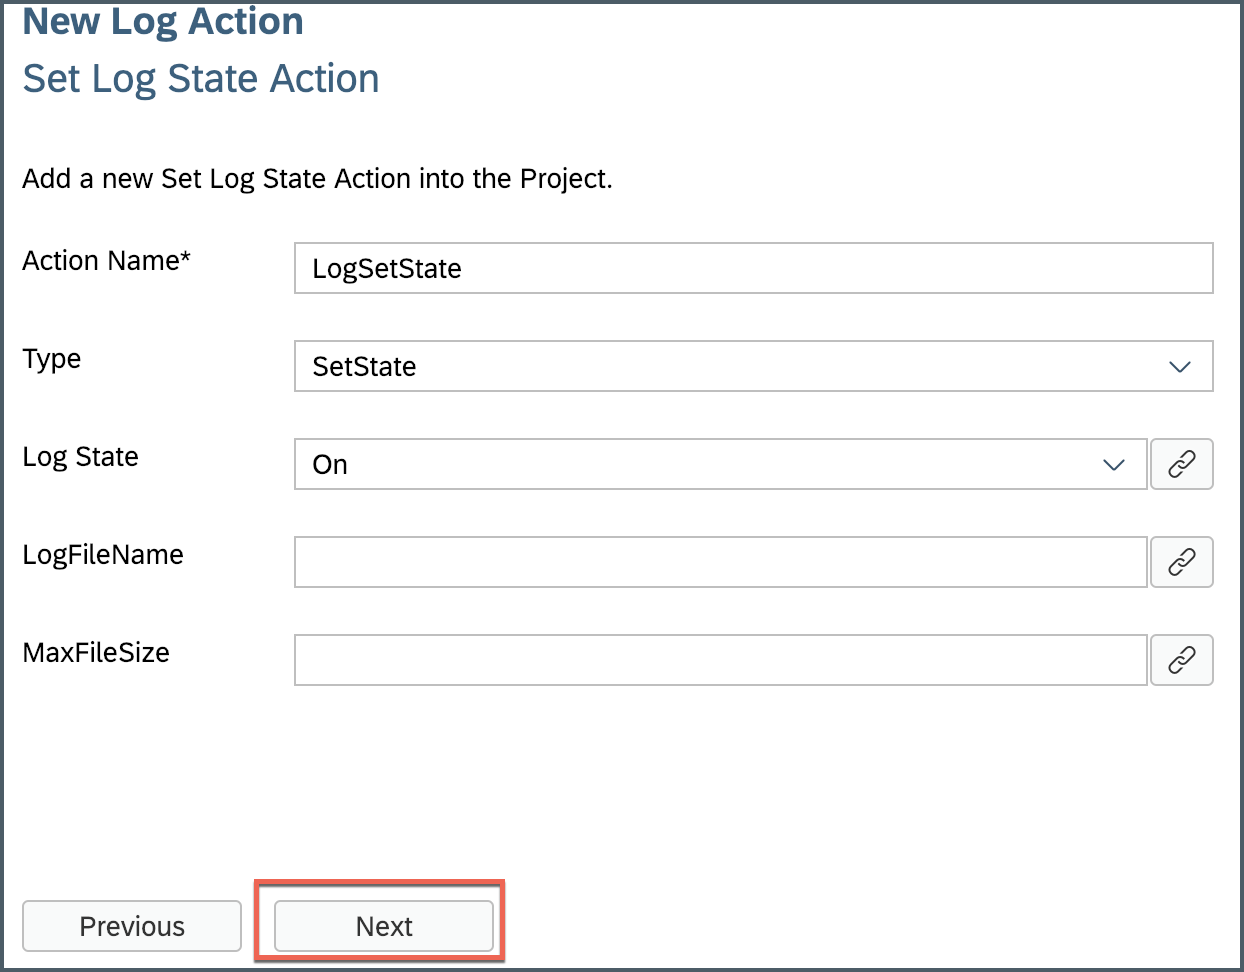 New Log Action
Set Log State Action
Add a new Set Log State Action into the Project.
Action Name*
LogSetState
Type
SetState
Log State
On
LogFileName
MaxFileSize
Previous
Next